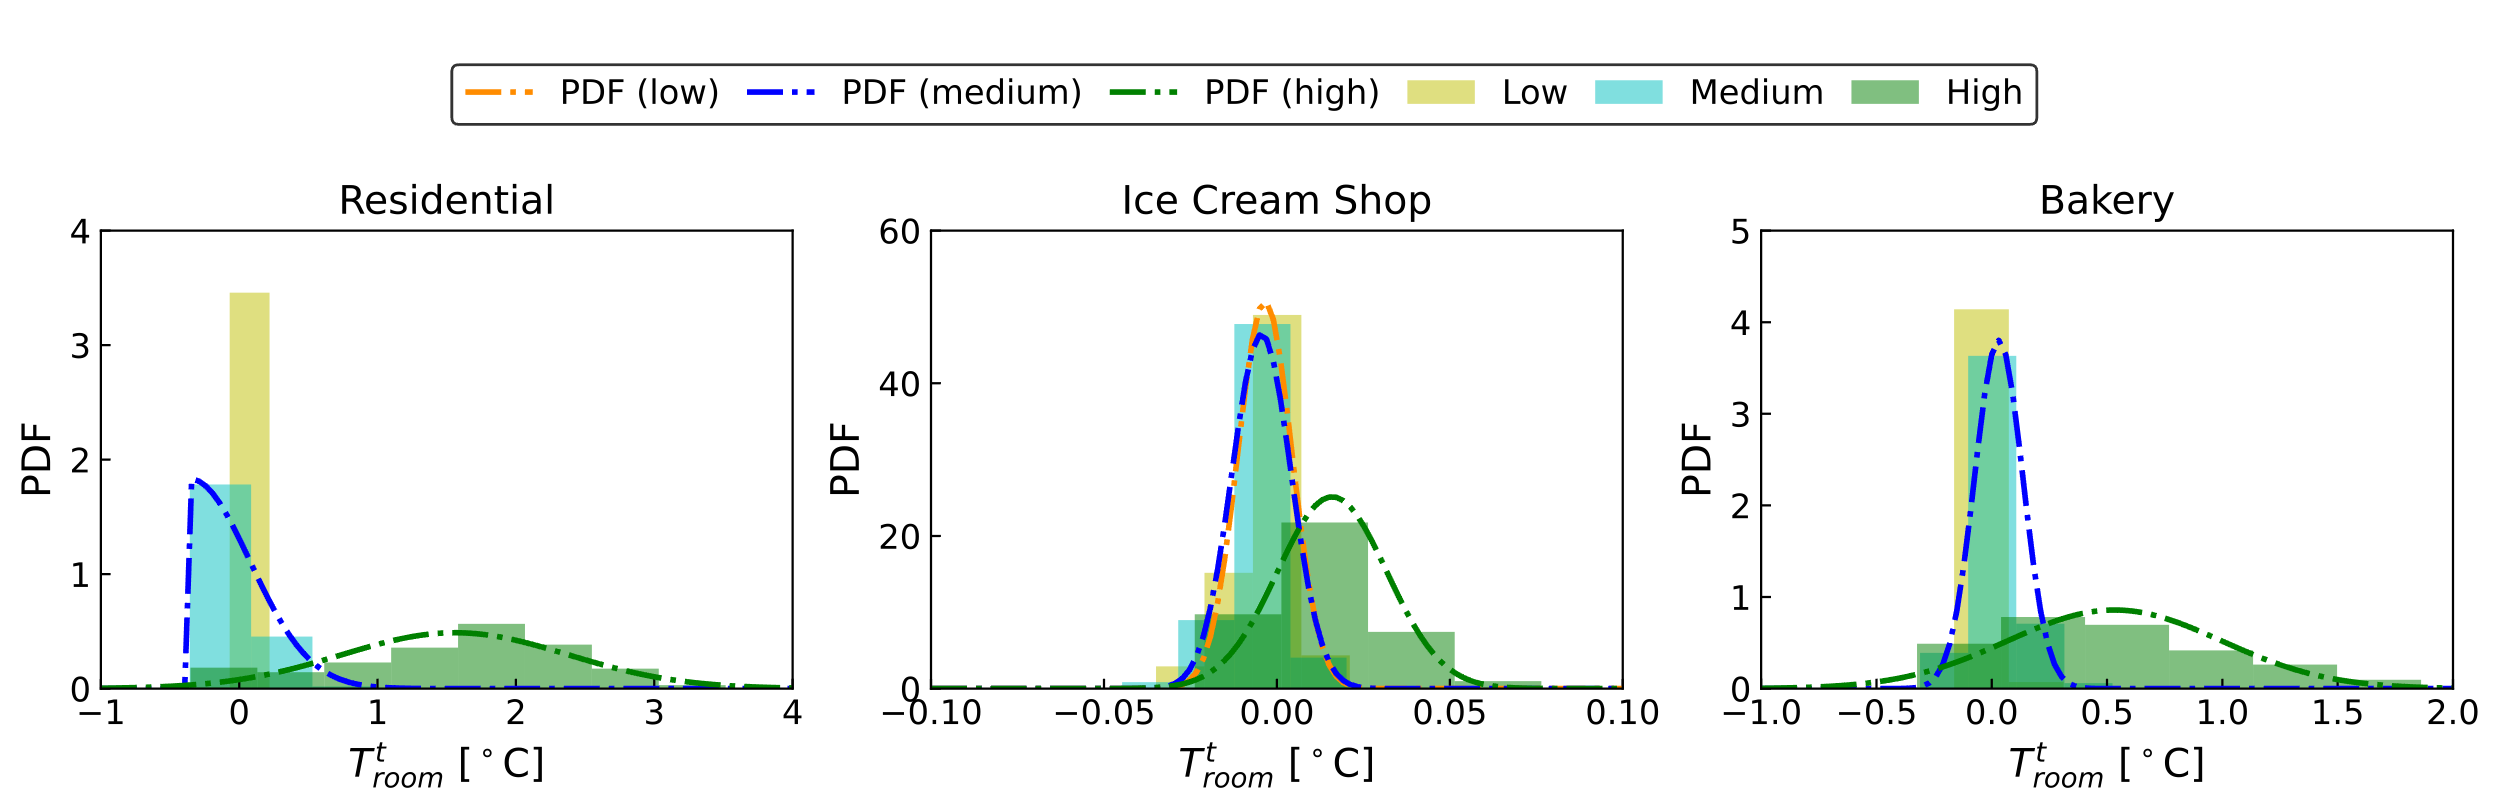 PDF (low) PDF (medium) PDF (high) Low Medium High
Residential Ice Cream Shop Bakery
4 60 5
4
3 40
3
2
20 2
1
1
0 0 0
−1 0 1 2 3 4 −0.10 −0.05 0.00 0.05 0.10 −1.0 −0.5 0.0 0.5 1.0 1.5 2.0
PDF PDF PDF
T^t_room [°C] T^t_room [°C] T^t_room [°C]